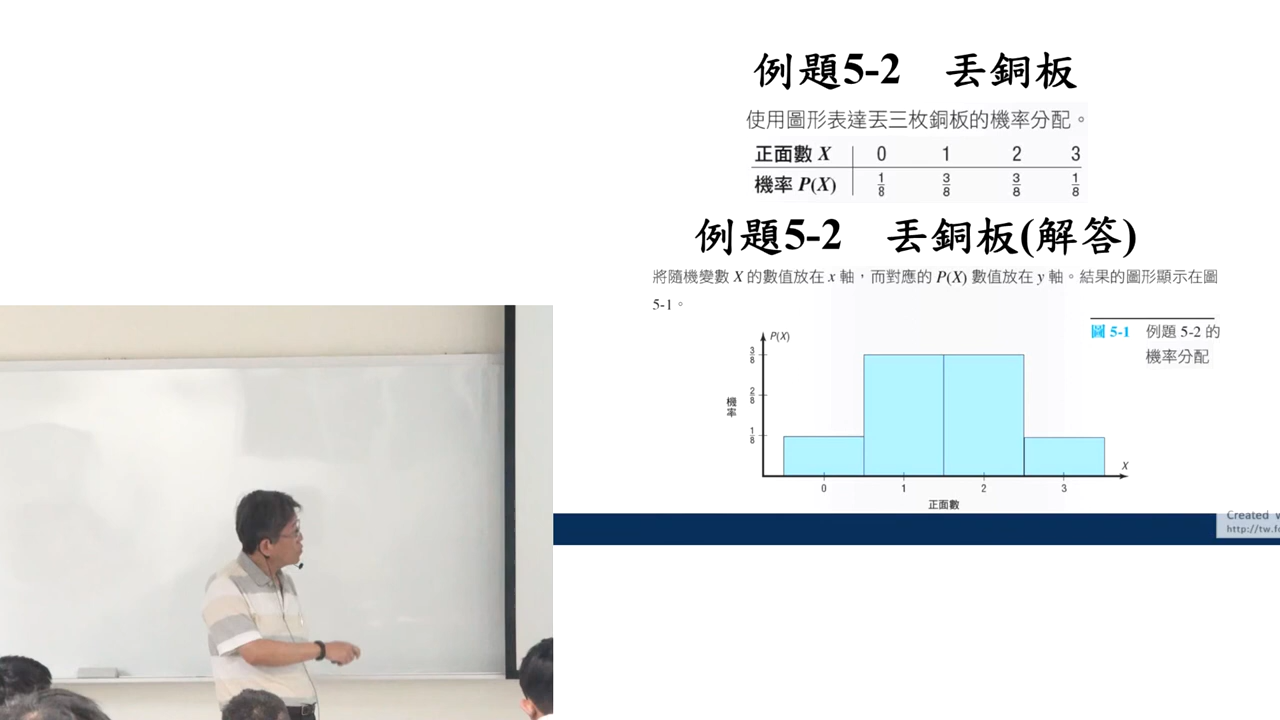 例題5-2 丟銅板
使用圖形表達丟三枚銅板的機率分配。
正面數 X 0 1 2 3
機率 P(X) 1/8 3/8 3/8 1/8
例題5-2 丟銅板(解答)
將隨機變數 X 的數值放在 x 軸，而對應的 P(X) 數值放在 y 軸。結果的圖形顯示在圖
5-1。
圖 5-1 例題 5-2 的
機率分配
P(X)
3/8
2/8
1/8
機率
0 1 2 3
X
正面數
Created
http://tw.fo